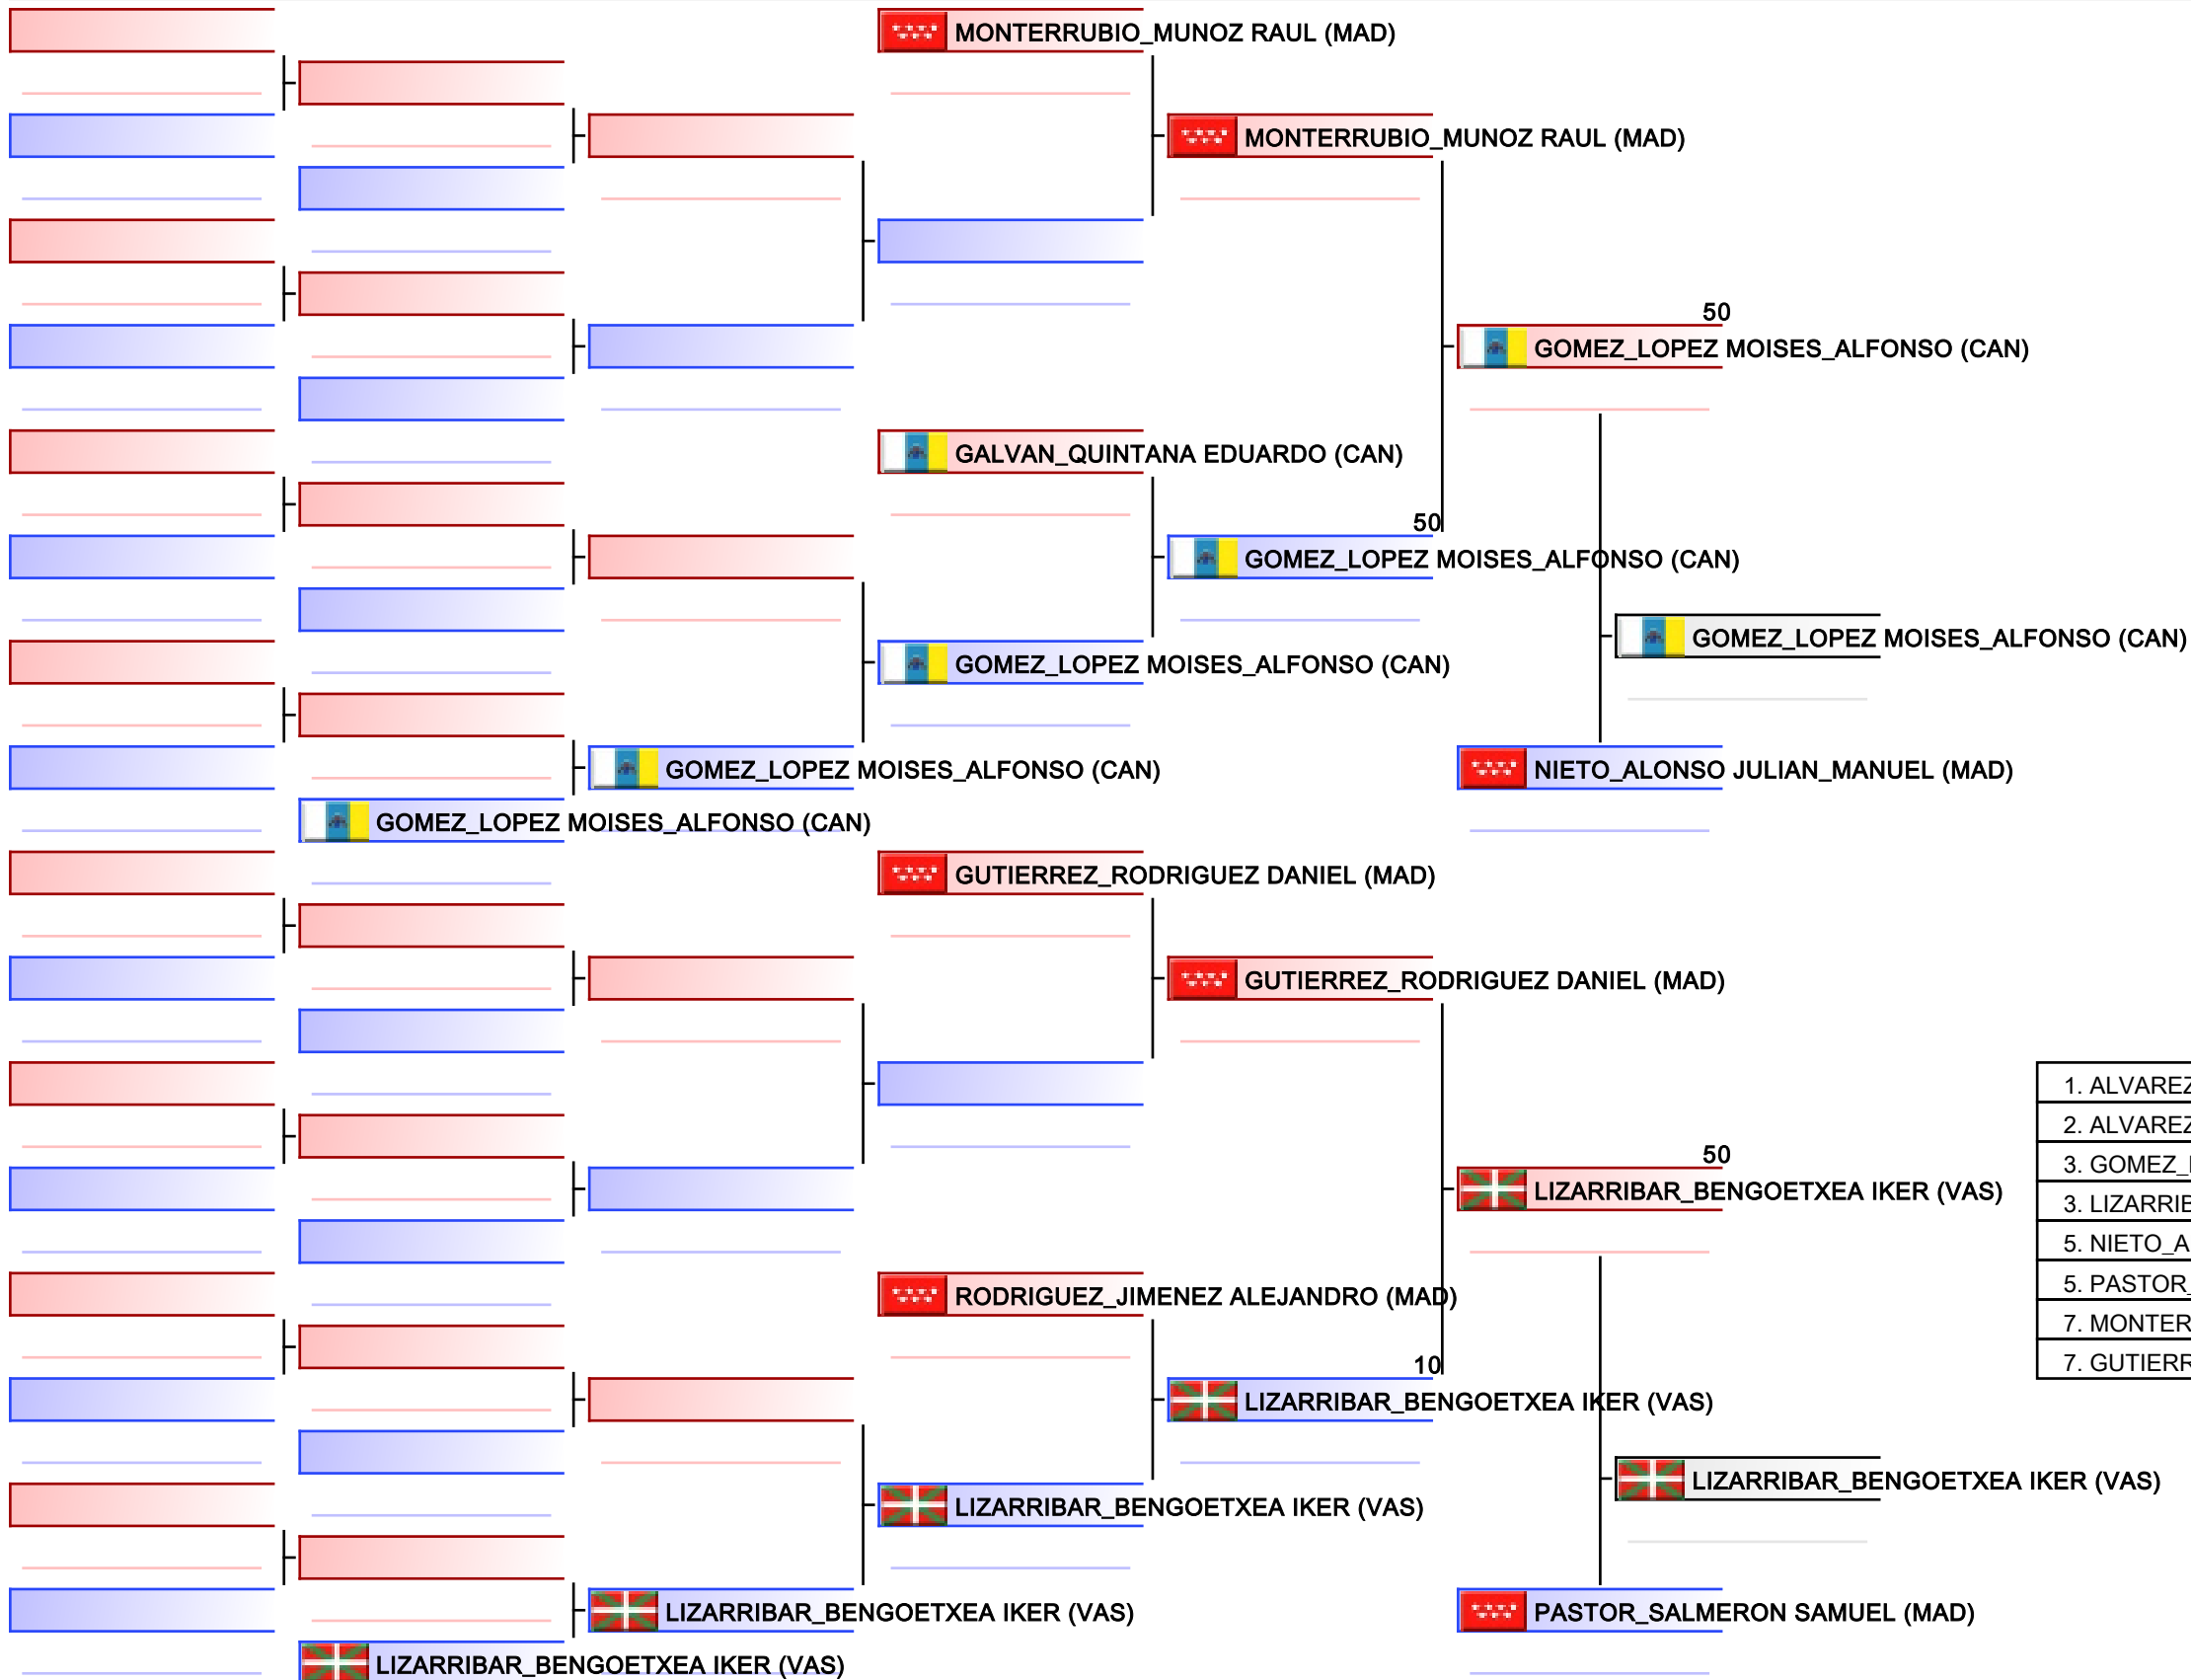 MONTERRUBIO_MUNOZ RAUL (MAD)
MONTERRUBIO_MUNOZ RAUL (MAD)
50
GOMEZ_LOPEZ MOISES_ALFONSO (CAN)
GALVAN_QUINTANA EDUARDO (CAN)
50
GOMEZ_LOPEZ MOISES_ALFONSO (CAN)
GOMEZ_LOPEZ MOISES_ALFONSO (CAN)
GOMEZ_LOPEZ MOISES_ALFONSO (CAN)
GOMEZ_LOPEZ MOISES_ALFONSO (CAN)
NIETO_ALONSO JULIAN_MANUEL (MAD)
GOMEZ_LOPEZ MOISES_ALFONSO (CAN)
GUTIERREZ_RODRIGUEZ DANIEL (MAD)
GUTIERREZ_RODRIGUEZ DANIEL (MAD)
1. ALVAREZ
2. ALVAREZ
50
3. GOMEZ_
LIZARRIBAR_BENGOETXEA IKER (VAS)
3. LIZARRIB
5. NIETO_A
5. PASTOR_
RODRIGUEZ_JIMENEZ ALEJANDRO (MAD)
7. MONTER
10
7. GUTIERR
LIZARRIBAR_BENGOETXEA IKER (VAS)
LIZARRIBAR_BENGOETXEA IKER (VAS)
LIZARRIBAR_BENGOETXEA IKER (VAS)
LIZARRIBAR_BENGOETXEA IKER (VAS)
PASTOR_SALMERON SAMUEL (MAD)
LIZARRIBAR_BENGOETXEA IKER (VAS)